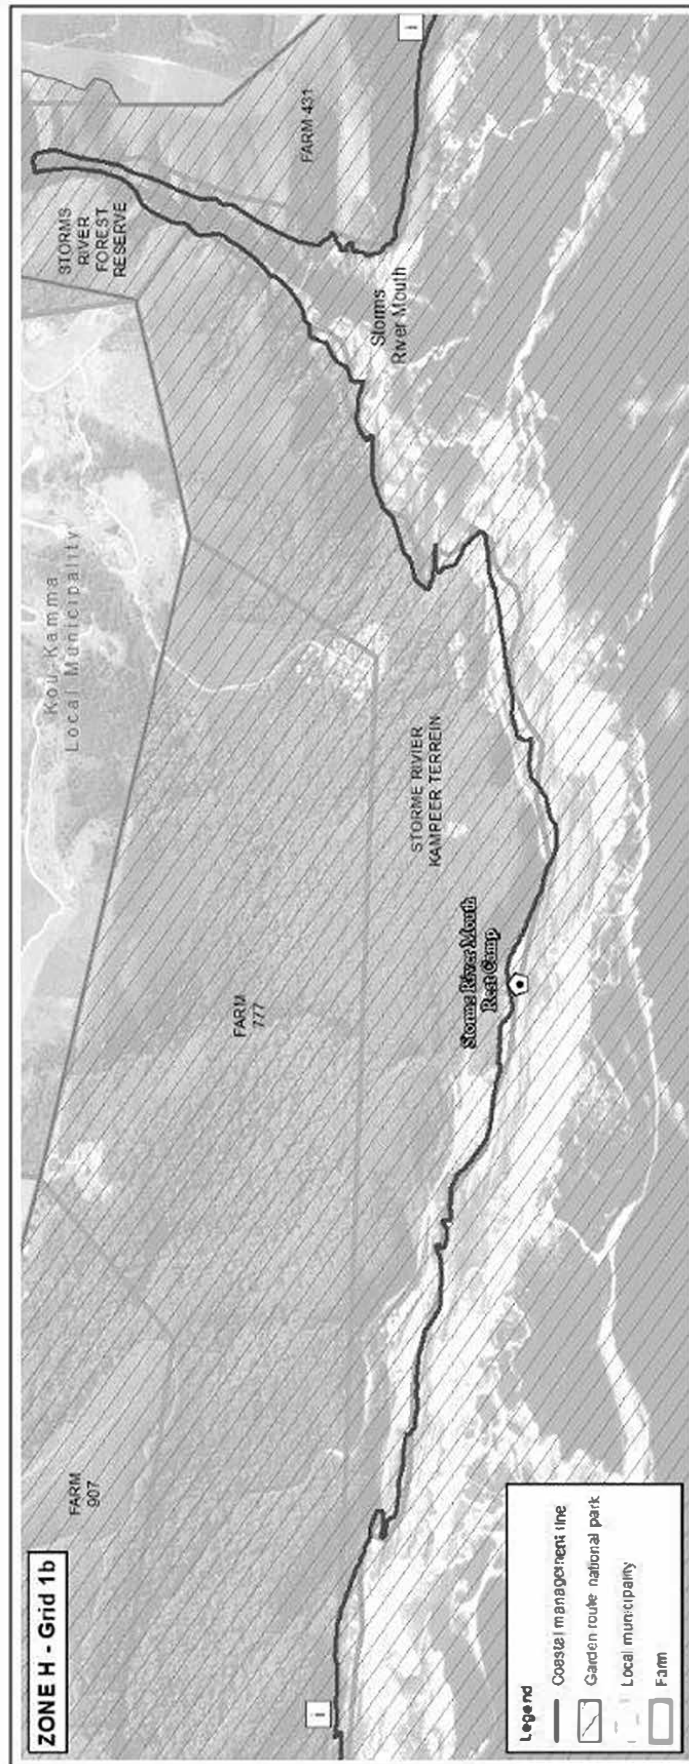 ZONE H - Grid 1b
FARM
907
FARM
777
Kou-Kamma
Local Municipality
STORMS
RIVER
FOREST
RESERVE
FARM 431
i
Storms
River Mouth
STORME RIVIER
KAMPEER TERREIN
Storms River Mouth
Rest Camp
i
Legend
Coastal management line
Garden route national park
Local municipality
Farm